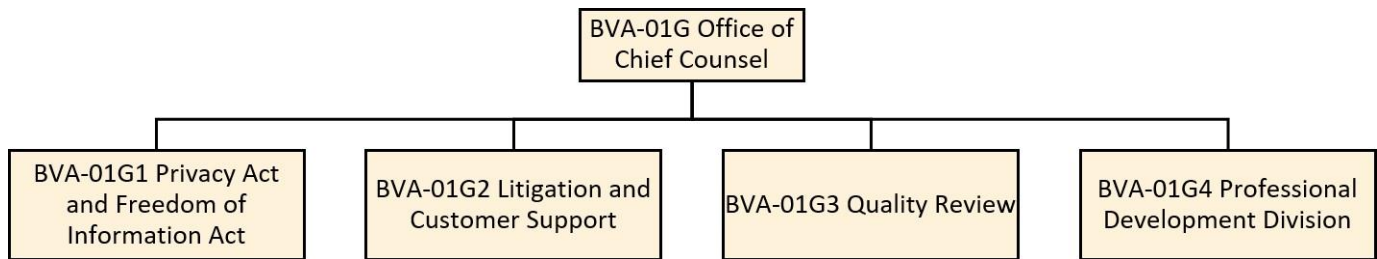 BVA-01G Office of
Chief Counsel
BVA-01G1 Privacy Act
and Freedom of
Information Act
BVA-01G2 Litigation and
Customer Support
BVA-01G3 Quality Review
BVA-01G4 Professional
Development Division